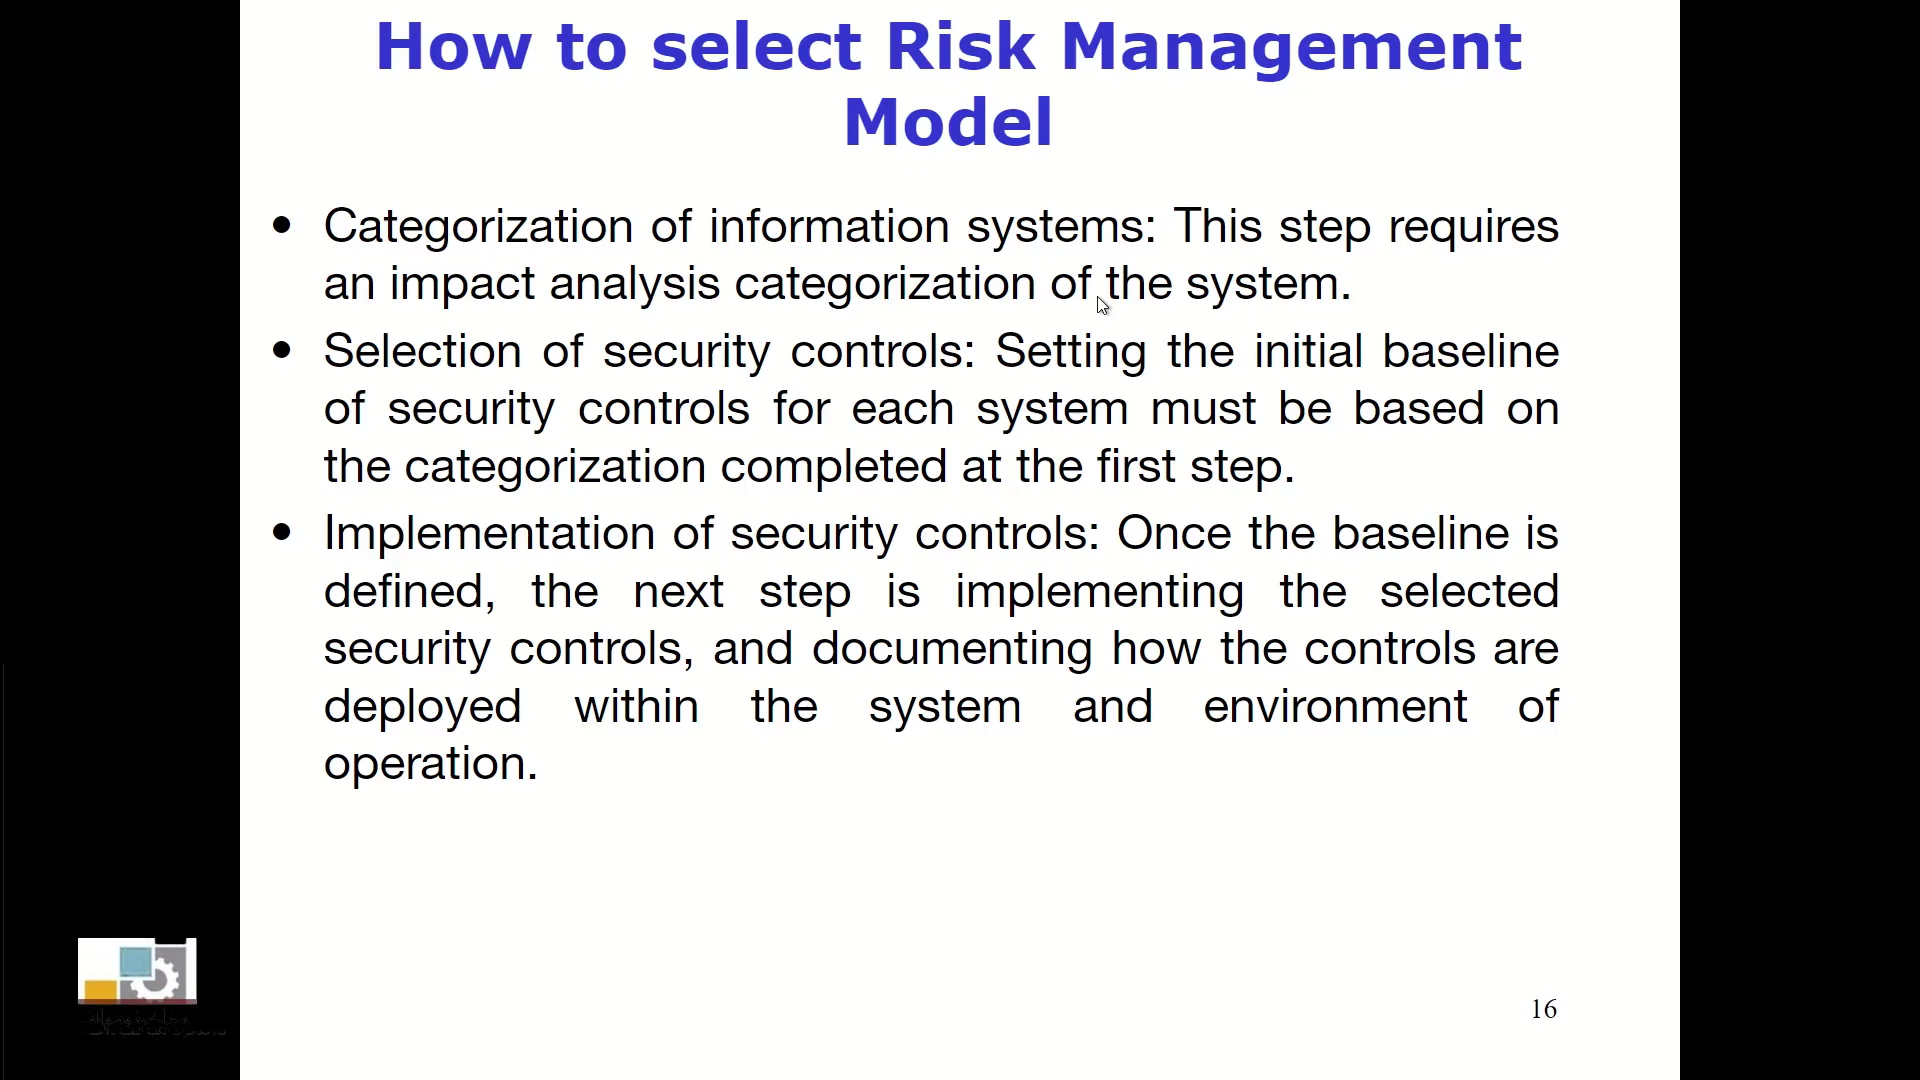 How to select Risk Management
Model
• Categorization of information systems: This step requires
an impact analysis categorization of the system.
• Selection of security controls: Setting the initial baseline
of security controls for each system must be based on
the categorization completed at the first step.
• Implementation of security controls: Once the baseline is
defined, the next step is implementing the selected
security controls, and documenting how the controls are
deployed within the system and environment of
operation.
16